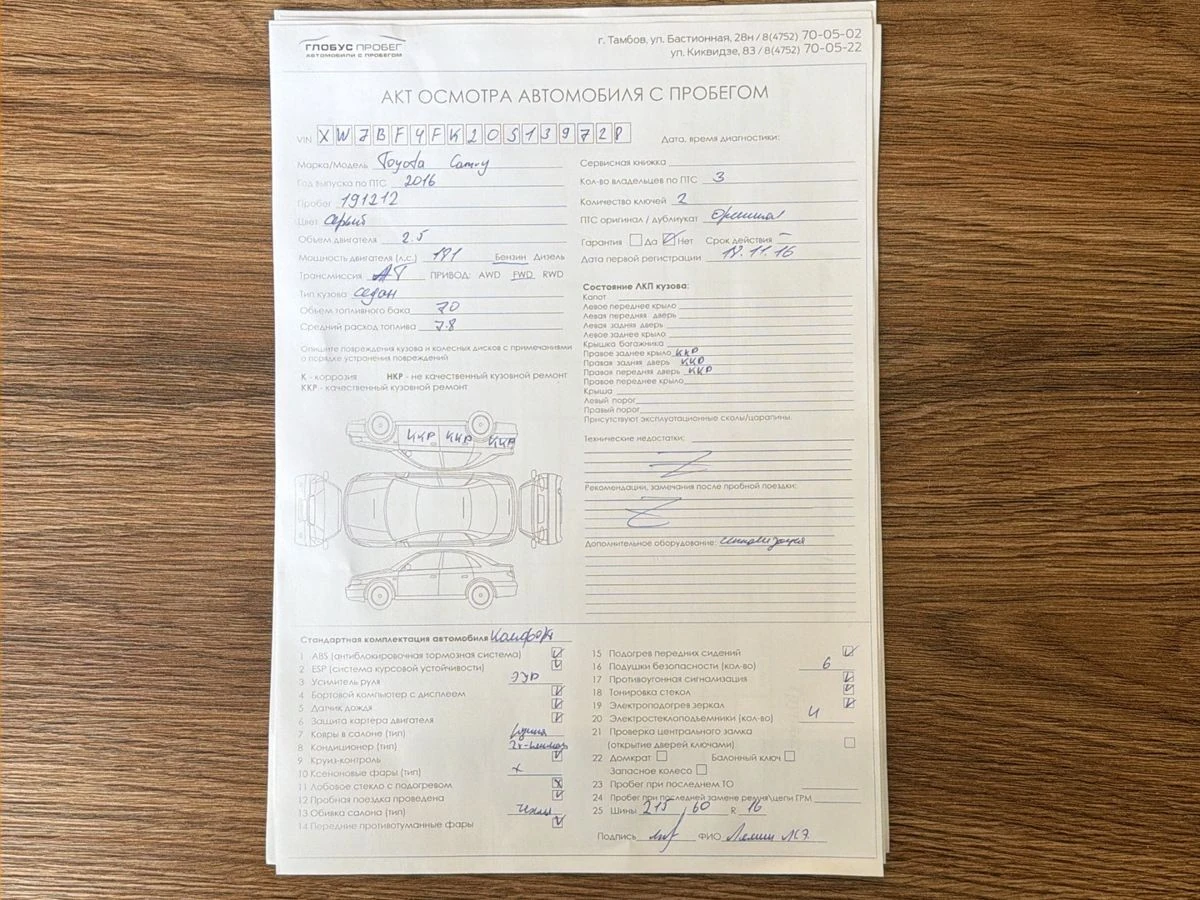 ГЛОБУС ПРОБЕГ
АВТОМОБИЛИ С ПРОБЕГОМ
г. Тамбов, ул. Бастионная, 28н / 8(4752) 70-05-02
ул. Киквидзе, 83 / 8(4752) 70-05-22
АКТ ОСМОТРА АВТОМОБИЛЯ С ПРОБЕГОМ
VIN XW7BF4FK20S139728
Дата, время диагностики:
Марка/Модель Toyota Camry
Год выпуска по ПТС 2016
Пробег 191212
Цвет Серый
Объем двигателя 2.5
Мощность двигателя (л.с.) 181 Бензин Дизель
Трансмиссия АТ ПРИВОД: AWD FWD RWD
Тип кузова седан
Объем топливного бака 70
Средний расход топлива 7.8
Сервисная книжка
Кол-во владельцев по ПТС 3
Количество ключей 2
ПТС оригинал / дубликат Оригинал
Гарантия Да Нет Срок действия –
Дата первой регистрации 18.11.16
Опишите повреждения кузова и колесных дисков с примечаниями
о порядке устранения повреждений
К - коррозия НКР - не качественный кузовной ремонт
ККР - качественный кузовной ремонт
ККР ККР ККР
Состояние ЛКП кузова:
Капот
Левое переднее крыло
Левая передняя дверь
Левая задняя дверь
Левое заднее крыло
Крышка багажника
Правое заднее крыло ККР
Правая задняя дверь ККР
Правая передняя дверь ККР
Правое переднее крыло
Крыша
Левый порог
Правый порог
Присутствуют эксплуатационные сколы/царапины.
Технические недостатки:
Рекомендации, замечания после пробной поездки:
Дополнительное оборудование:
Стандартная комплектация автомобиля Комфорт
1 ABS (антиблокировочная тормозная система)
2 ESP (система курсовой устойчивости)
3 Усилитель руля ЭУР
4 Бортовой компьютер с дисплеем
5 Датчик дождя
6 Защита картера двигателя
7 Ковры в салоне (тип)
8 Кондиционер (тип) 2х-климат
9 Круиз-контроль
10 Ксеноновые фары (тип) х
11 Лобовое стекло с подогревом
12 Пробная поездка проведена
13 Обивка салона (тип) Чехлы
14 Передние противотуманные фары
15 Подогрев передних сидений
16 Подушки безопасности (кол-во) 6
17 Противоугонная сигнализация
18 Тонировка стекол
19 Электроподогрев зеркал
20 Электростеклоподъемники (кол-во) 4
21 Проверка центрального замка
(открытие дверей ключами)
22 Домкрат Балонный ключ
Запасное колесо
23 Пробег при последнем ТО
24 Пробег при последней замене ремня\цепи ГРМ
25 Шины 215 / 60 R 16
Подпись ФИО